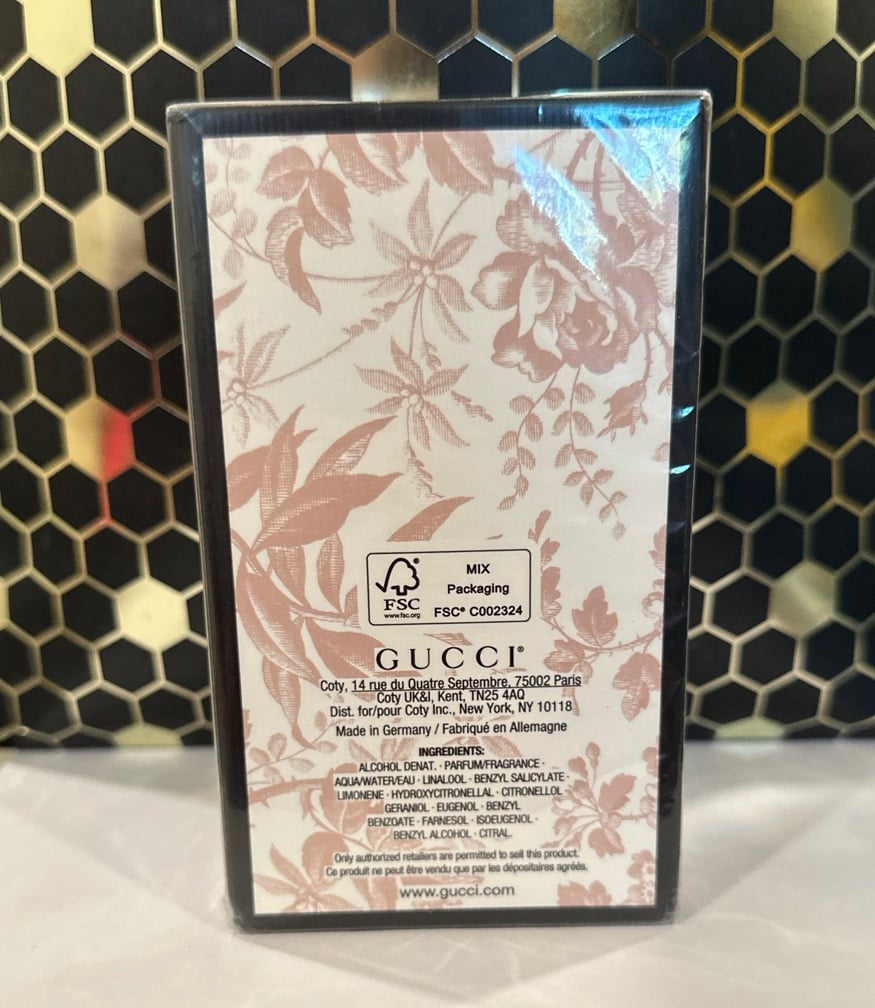 MIX
Packaging
FSC® C002324
FSC
www.fsc.org
GUCCI®
Coty, 14 rue du Quatre Septembre, 75002 Paris
Coty UK&I, Kent, TN25 4AQ
Dist. for/pour Coty Inc., New York, NY 10118
Made in Germany / Fabriqué en Allemagne
INGREDIENTS:
ALCOHOL DENAT. · PARFUM/FRAGRANCE ·
AQUA/WATER/EAU · LINALOOL · BENZYL SALICYLATE ·
LIMONENE · HYDROXYCITRONELLAL · CITRONELLOL ·
GERANIOL · EUGENOL · BENZYL
BENZOATE · FARNESOL · ISOEUGENOL ·
BENZYL ALCOHOL · CITRAL.
Only authorized retailers are permitted to sell this product.
Ce produit ne peut être vendu que par les dépositaires agréés.
www.gucci.com